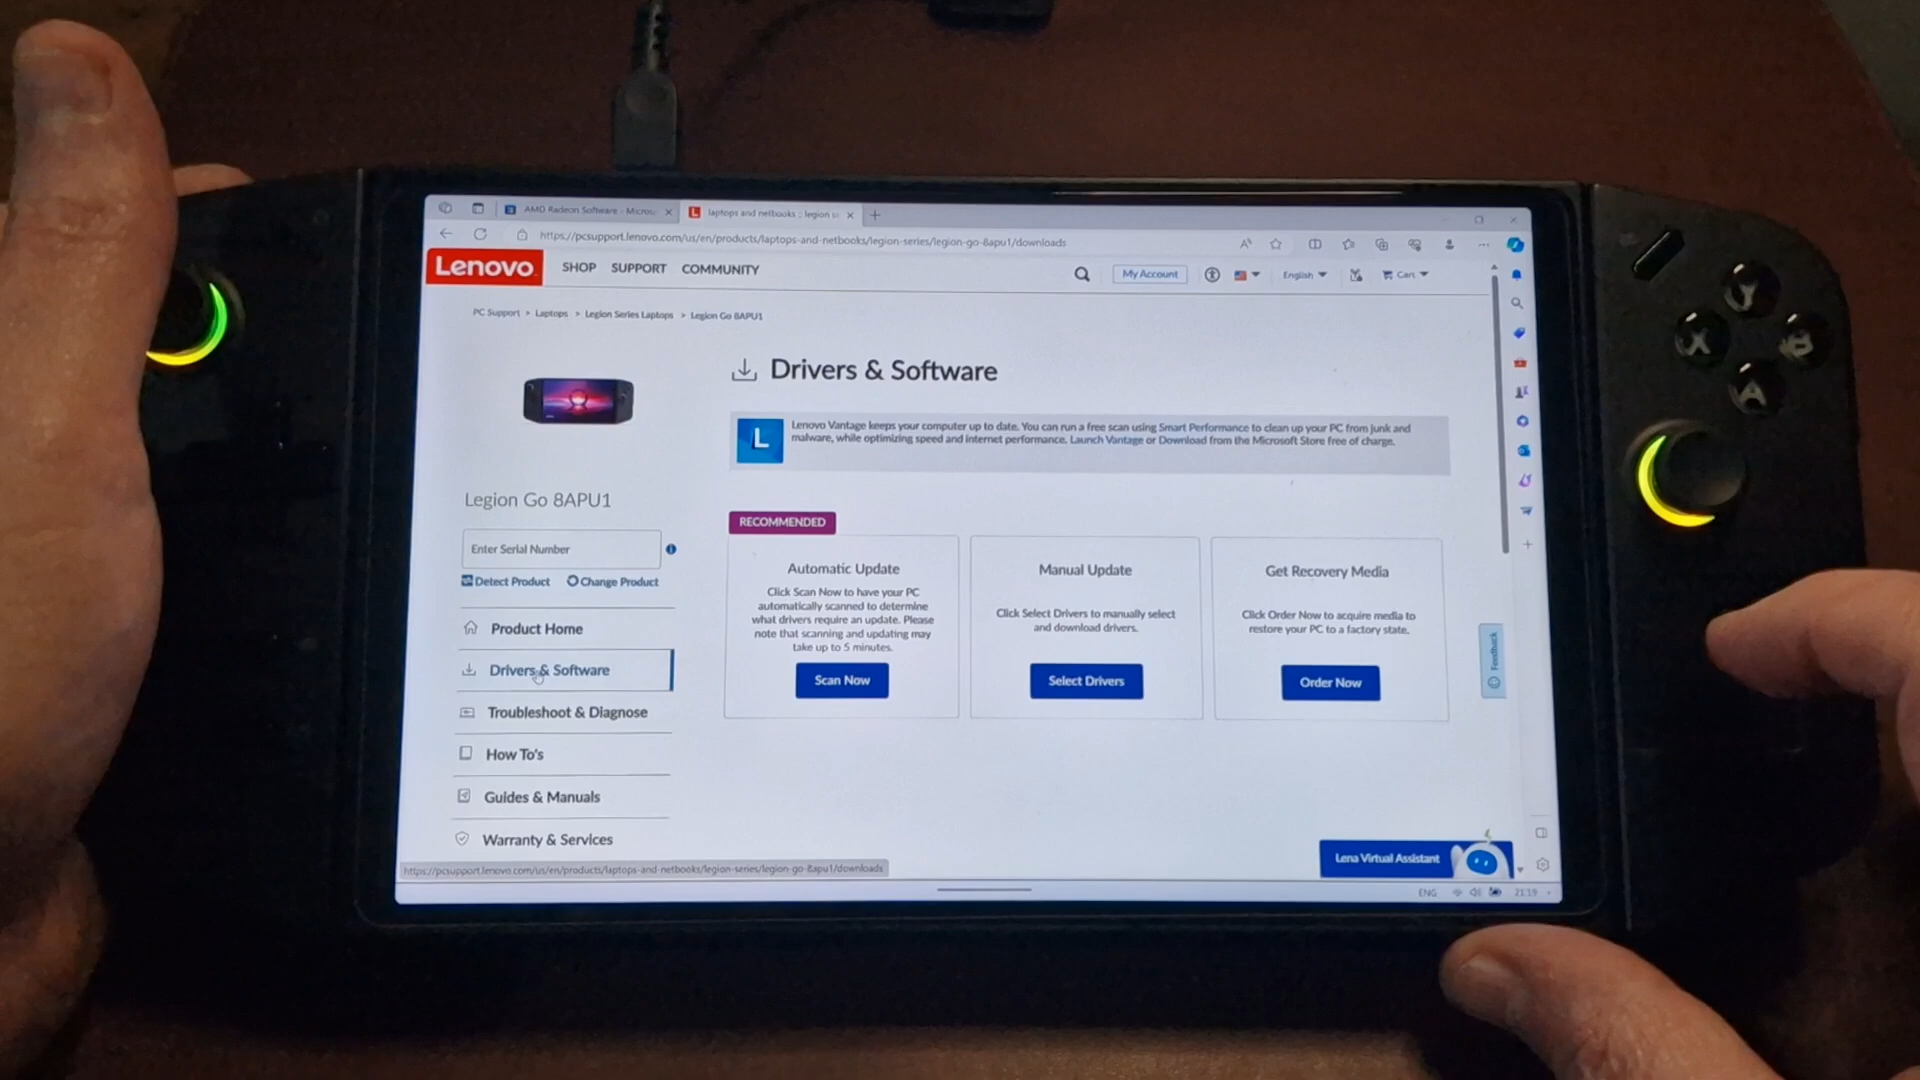 AMD Radeon Software - Micros
laptops and netbooks :: legion se
https://pcsupport.lenovo.com/us/en/products/laptops-and-netbooks/legion-series/legion-go-8apu1/downloads
Lenovo
SHOP SUPPORT COMMUNITY
My Account
English
Cart
PC Support > Laptops > Legion Series Laptops > Legion Go 8APU1
Drivers & Software
L
Lenovo Vantage keeps your computer up to date. You can run a free scan using Smart Performance to clean up your PC from junk and
malware, while optimizing speed and internet performance. Launch Vantage or Download from the Microsoft Store free of charge.
Legion Go 8APU1
Enter Serial Number
Detect Product
Change Product
Product Home
Drivers & Software
Troubleshoot & Diagnose
How To's
Guides & Manuals
Warranty & Services
RECOMMENDED
Automatic Update
Click Scan Now to have your PC
automatically scanned to determine
what drivers require an update. Please
note that scanning and updating may
take up to 5 minutes.
Scan Now
Manual Update
Click Select Drivers to manually select
and download drivers.
Select Drivers
Get Recovery Media
Click Order Now to acquire media to
restore your PC to a factory state.
Order Now
Feedback
Lena Virtual Assistant
https://pcsupport.lenovo.com/us/en/products/laptops-and-netbooks/legion-series/legion-go-8apu1/downloads
ENG
21:19
Y
X
B
A